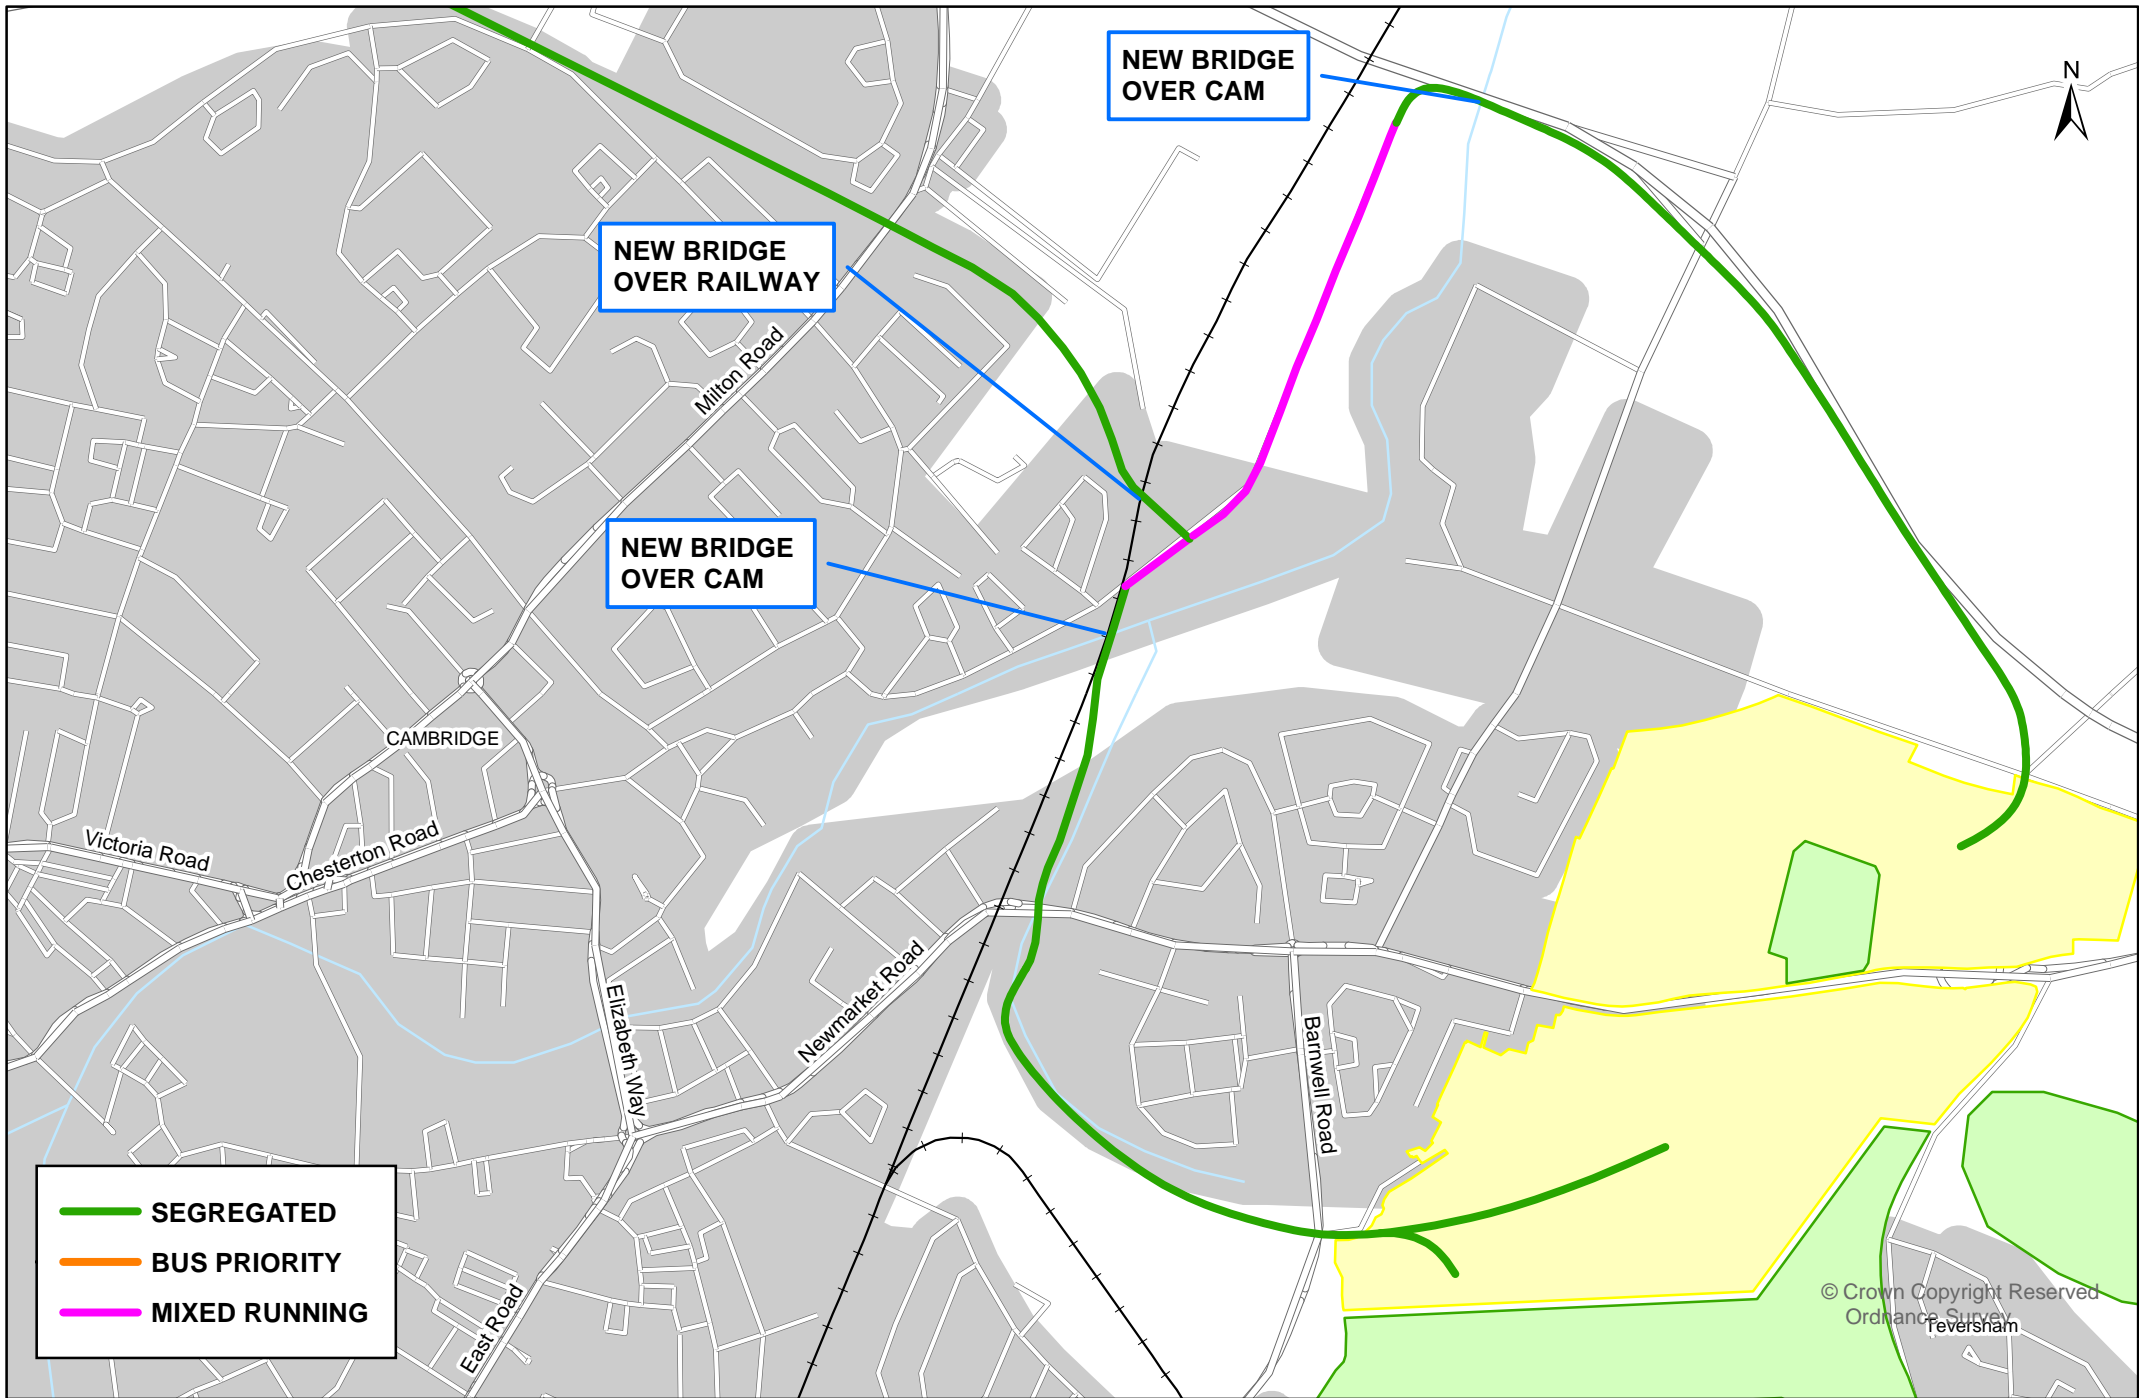 NEW BRIDGE
OVER CAM
N
NEW BRIDGE
OVER RAILWAY
Milton Road
NEW BRIDGE
OVER CAM
CAMBRIDGE
Victoria Road
Chesterton Road
Elizabeth Way
Newmarket Road
Barnwell Road
SEGREGATED
BUS PRIORITY
MIXED RUNNING
East Road
© Crown Copyright Reserved
Ordnance Survey
Teversham